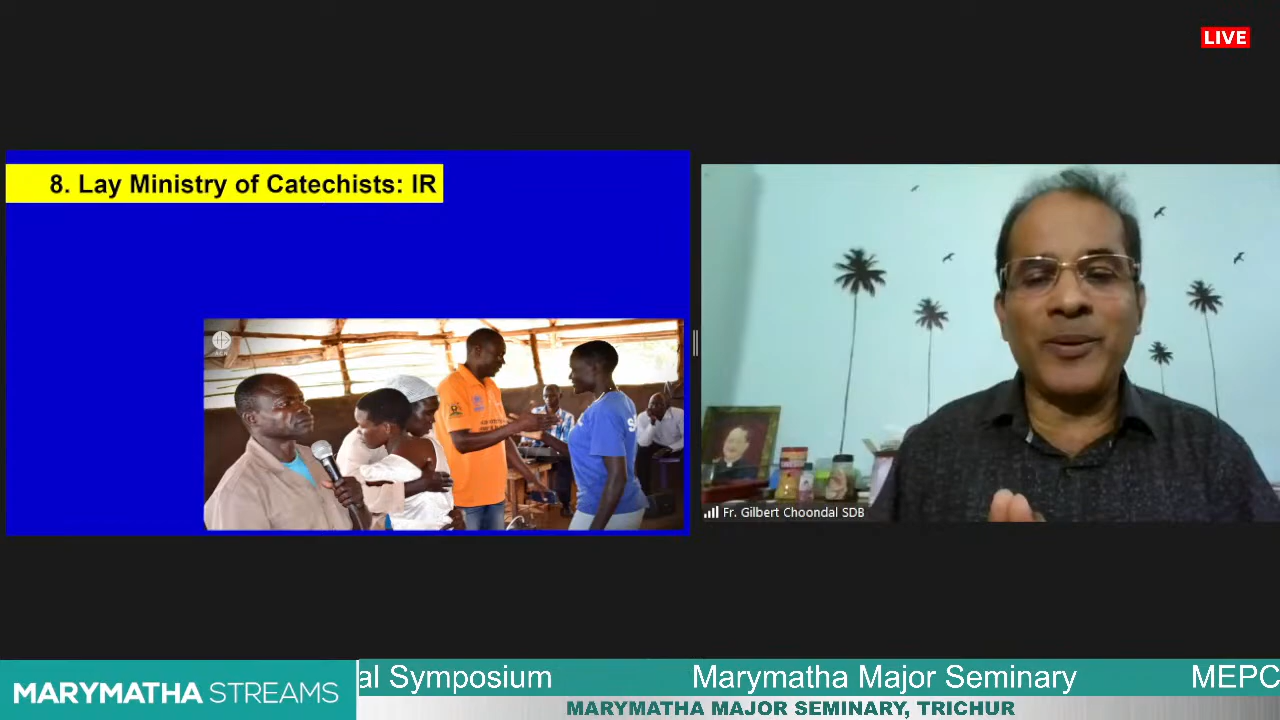 LIVE
8. Lay Ministry of Catechists: IR
ACN
Fr. Gilbert Choondal SDB
MARYMATHA STREAMS
al Symposium Marymatha Major Seminary MEPC
MARYMATHA MAJOR SEMINARY, TRICHUR